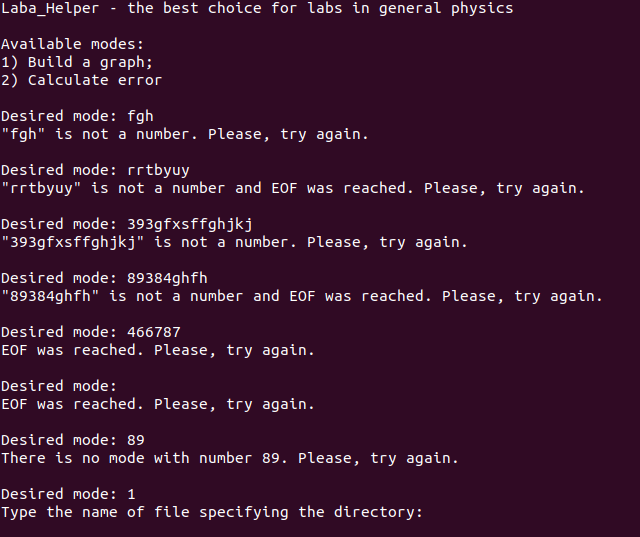 Laba_Helper - the best choice for labs in general physics
Available modes:
1) Build a graph;
2) Calculate error
Desired mode: fgh
"fgh" is not a number. Please, try again.
Desired mode: rrtbyuy
"rrtbyuy" is not a number and EOF was reached. Please, try again.
Desired mode: 393gfxsffghjkj
"393gfxsffghjkj" is not a number. Please, try again.
Desired mode: 89384ghfh
"89384ghfh" is not a number and EOF was reached. Please, try again.
Desired mode: 466787
EOF was reached. Please, try again.
Desired mode:
EOF was reached. Please, try again.
Desired mode: 89
There is no mode with number 89. Please, try again.
Desired mode: 1
Type the name of file specifying the directory: